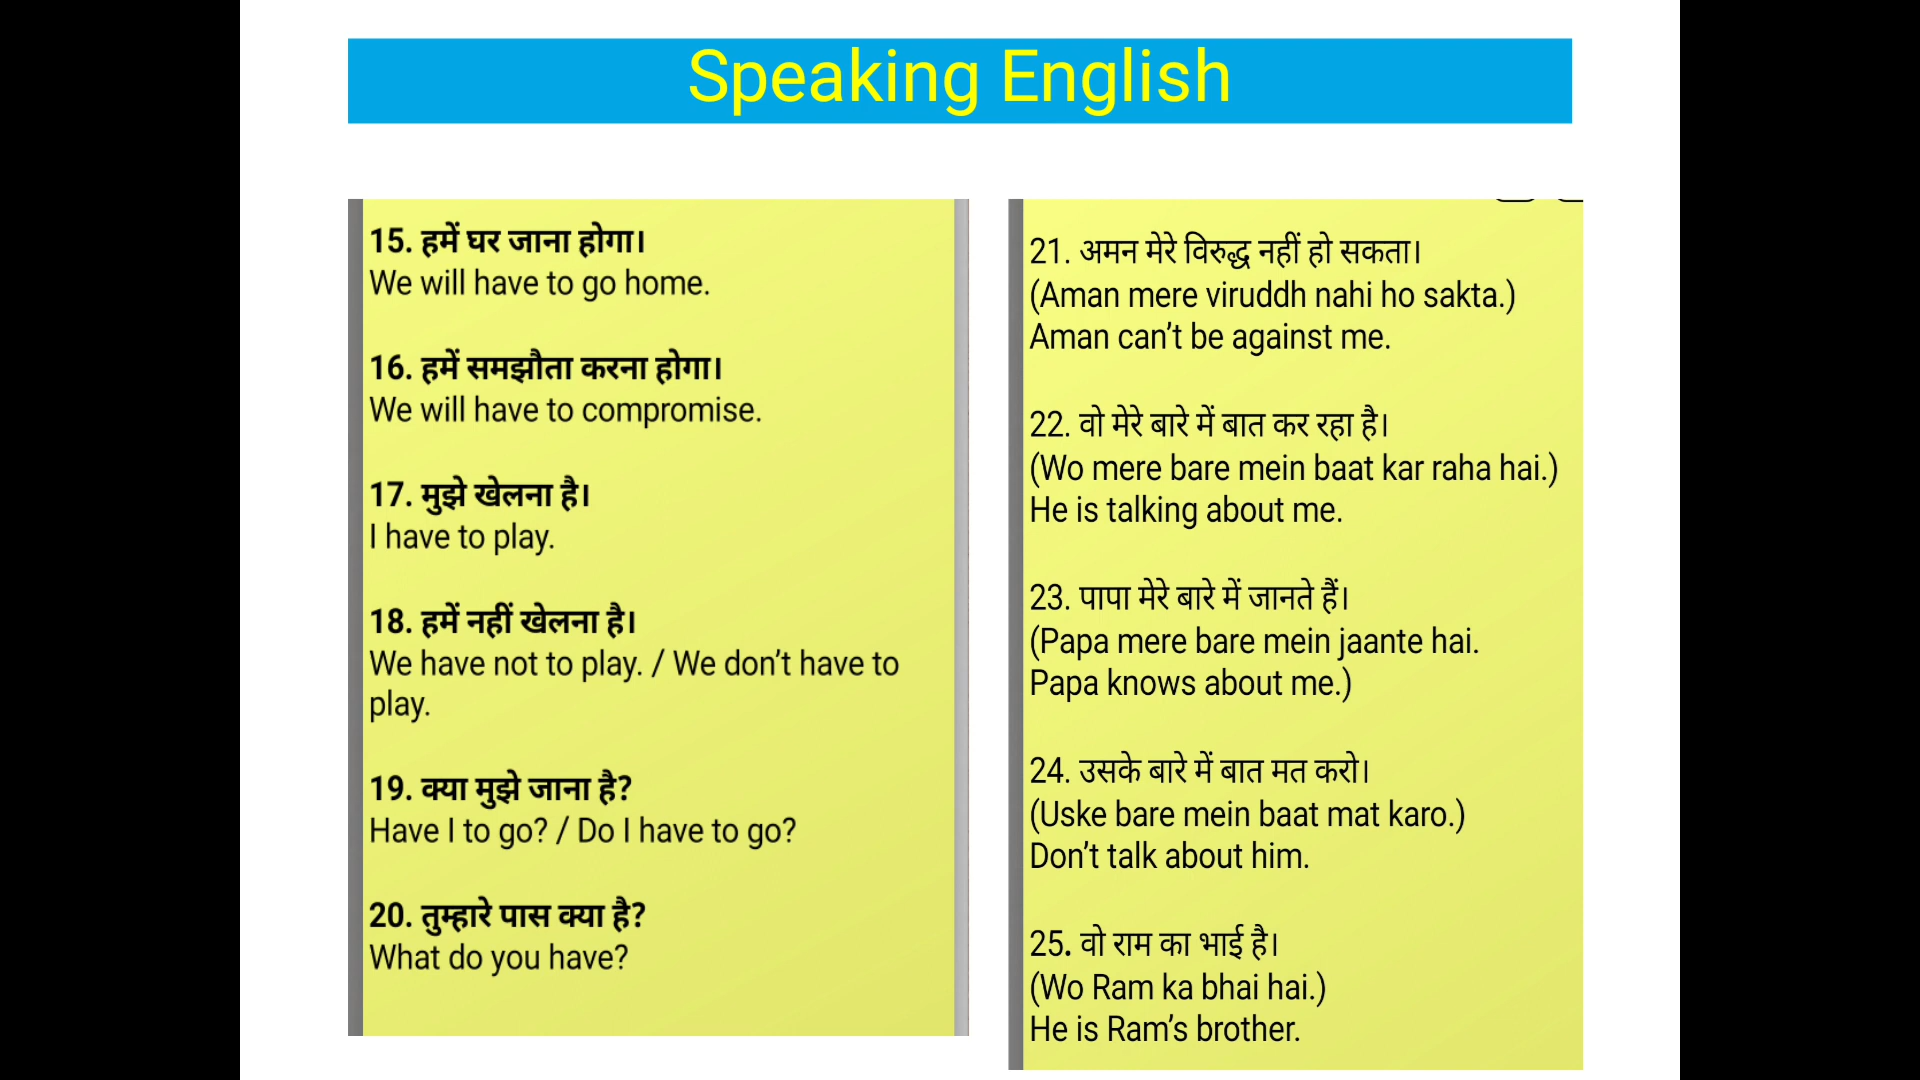 Speaking English
15. हमें घर जाना होगा।
We will have to go home.
16. हमें समझौता करना होगा।
We will have to compromise.
17. मुझे खेलना है।
I have to play.
18. हमें नहीं खेलना है।
We have not to play. / We don’t have to
play.
19. क्या मुझे जाना है?
Have I to go? / Do I have to go?
20. तुम्हारे पास क्या है?
What do you have?
21. अमन मेरे विरुद्ध नहीं हो सकता।
(Aman mere viruddh nahi ho sakta.)
Aman can’t be against me.
22. वो मेरे बारे में बात कर रहा है।
(Wo mere bare mein baat kar raha hai.)
He is talking about me.
23. पापा मेरे बारे में जानते हैं।
(Papa mere bare mein jaante hai.
Papa knows about me.)
24. उसके बारे में बात मत करो।
(Uske bare mein baat mat karo.)
Don’t talk about him.
25. वो राम का भाई है।
(Wo Ram ka bhai hai.)
He is Ram’s brother.